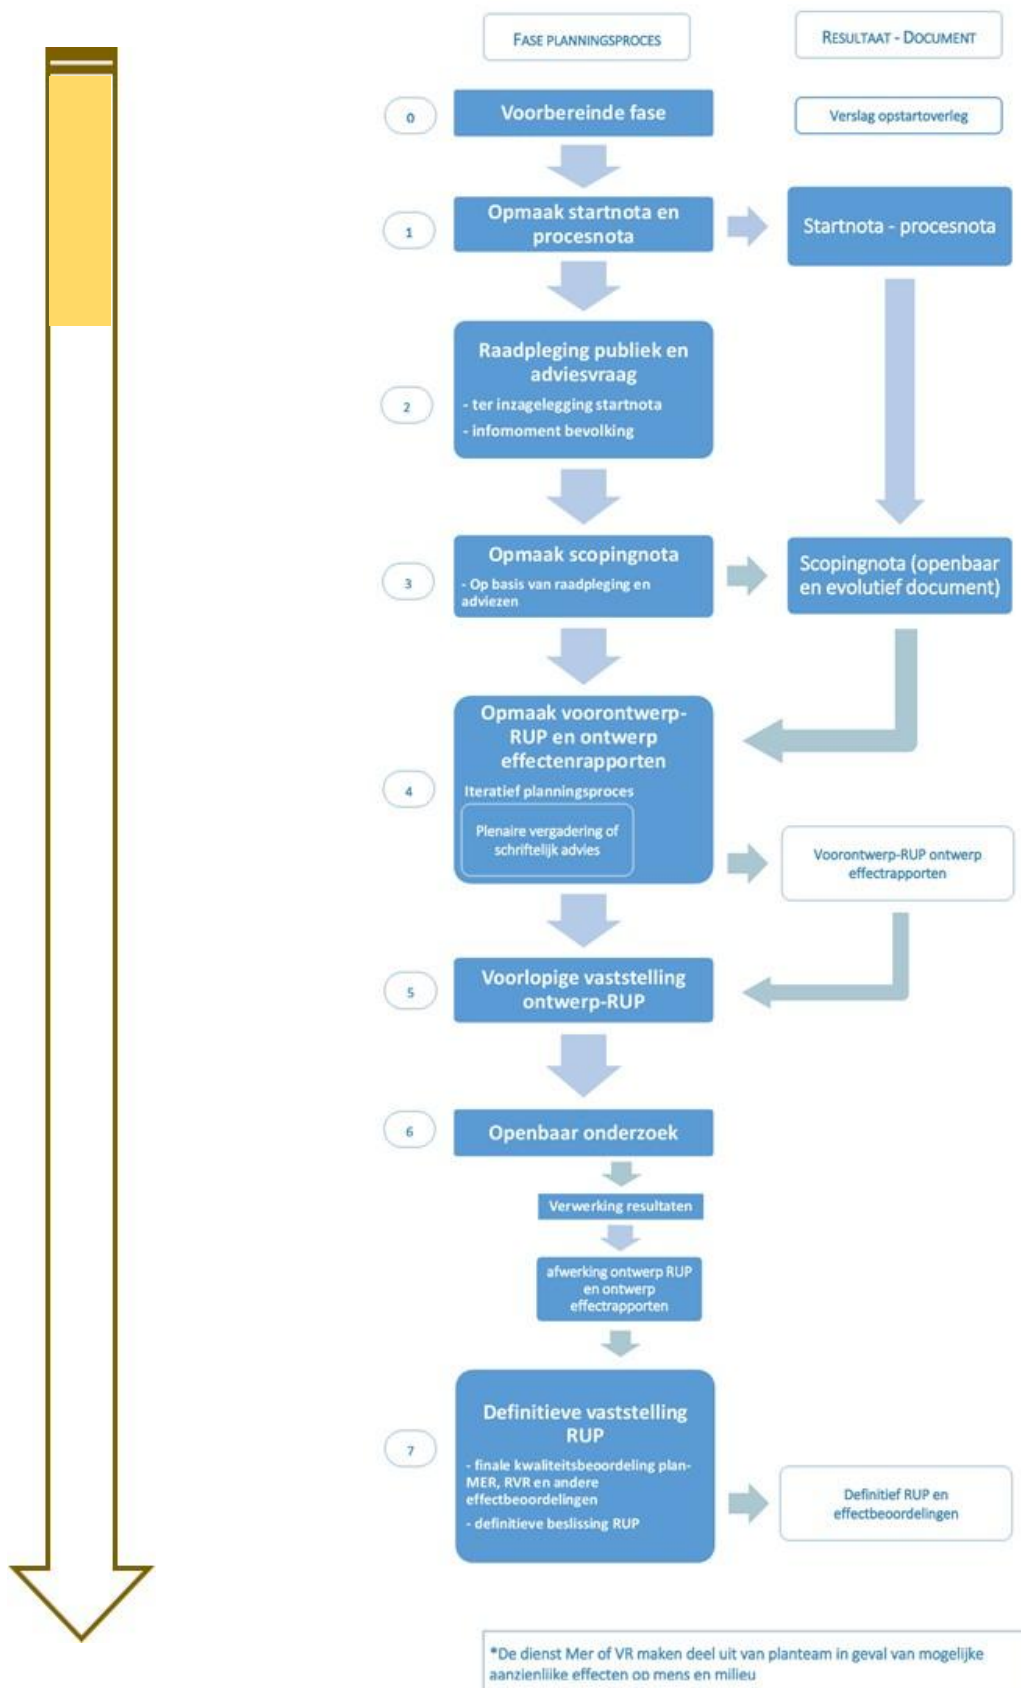 FASE PLANNINGSPROCES
RESULTAAT - DOCUMENT
0
Voorbereinde fase
Verslag opstartoverleg
1
Opmaak startnota en
procesnota
Startnota - procesnota
2
Raadpleging publiek en
adviesvraag
- ter inzagelegging startnota
- infomoment bevolking
3
Opmaak scopingnota
- Op basis van raadpleging en
adviezen
Scopingnota (openbaar
en evolutief document)
4
Opmaak voorontwerp-
RUP en ontwerp
effectenrapporten
Iteratief planningsproces
Plenaire vergadering of
schriftelijk advies
Voorontwerp-RUP ontwerp
effectrapporten
5
Voorlopige vaststelling
ontwerp-RUP
6
Openbaar onderzoek
Verwerking resultaten
afwerking ontwerp RUP
en ontwerp
effectrapporten
7
Definitieve vaststelling
RUP
- finale kwaliteitsbeoordeling plan-
MER, RVR en andere
effectbeoordelingen
- definitieve beslissing RUP
Definitief RUP en
effectbeoordelingen
*De dienst Mer of VR maken deel uit van planteam in geval van mogelijke
aanzienlijke effecten op mens en milieu